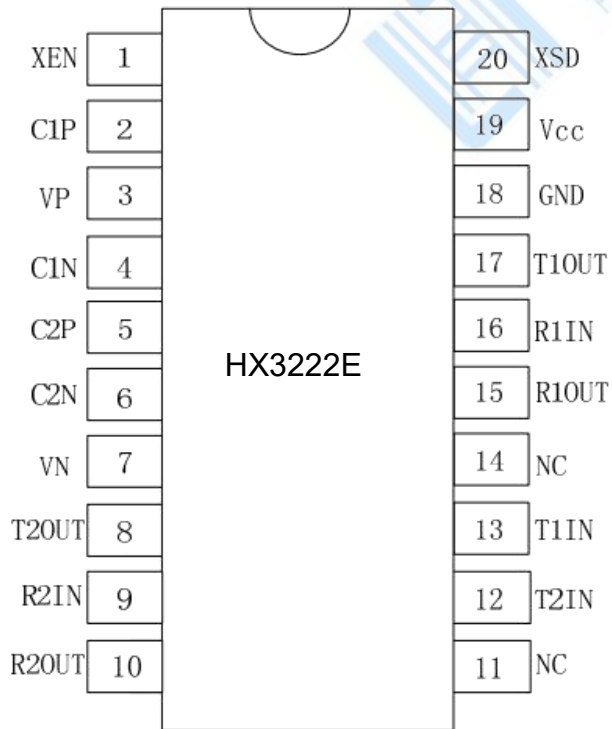 XEN 1 20 XSD
C1P 2 19 Vcc
VP 3 18 GND
C1N 4 17 T1OUT
C2P 5 16 R1IN
HX3222E
C2N 6 15 R1OUT
VN 7 14 NC
T2OUT 8 13 T1IN
R2IN 9 12 T2IN
R2OUT 10 11 NC